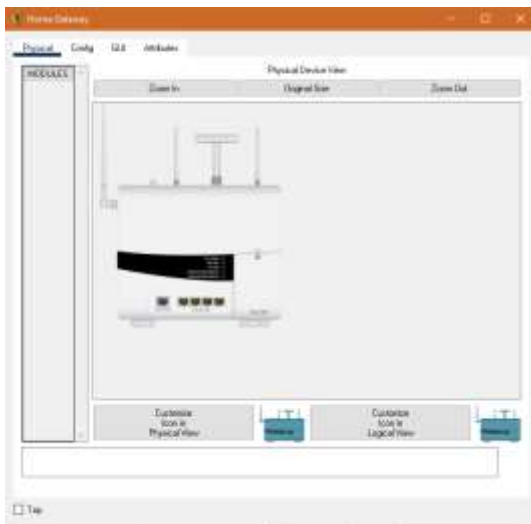 Home Gateway
Physical Config GUI Attributes
MODULES
Physical Device View
Zoom In Original Size Zoom Out
Customize
Icon in
Physical View
Customize
Icon in
Logical View
Top